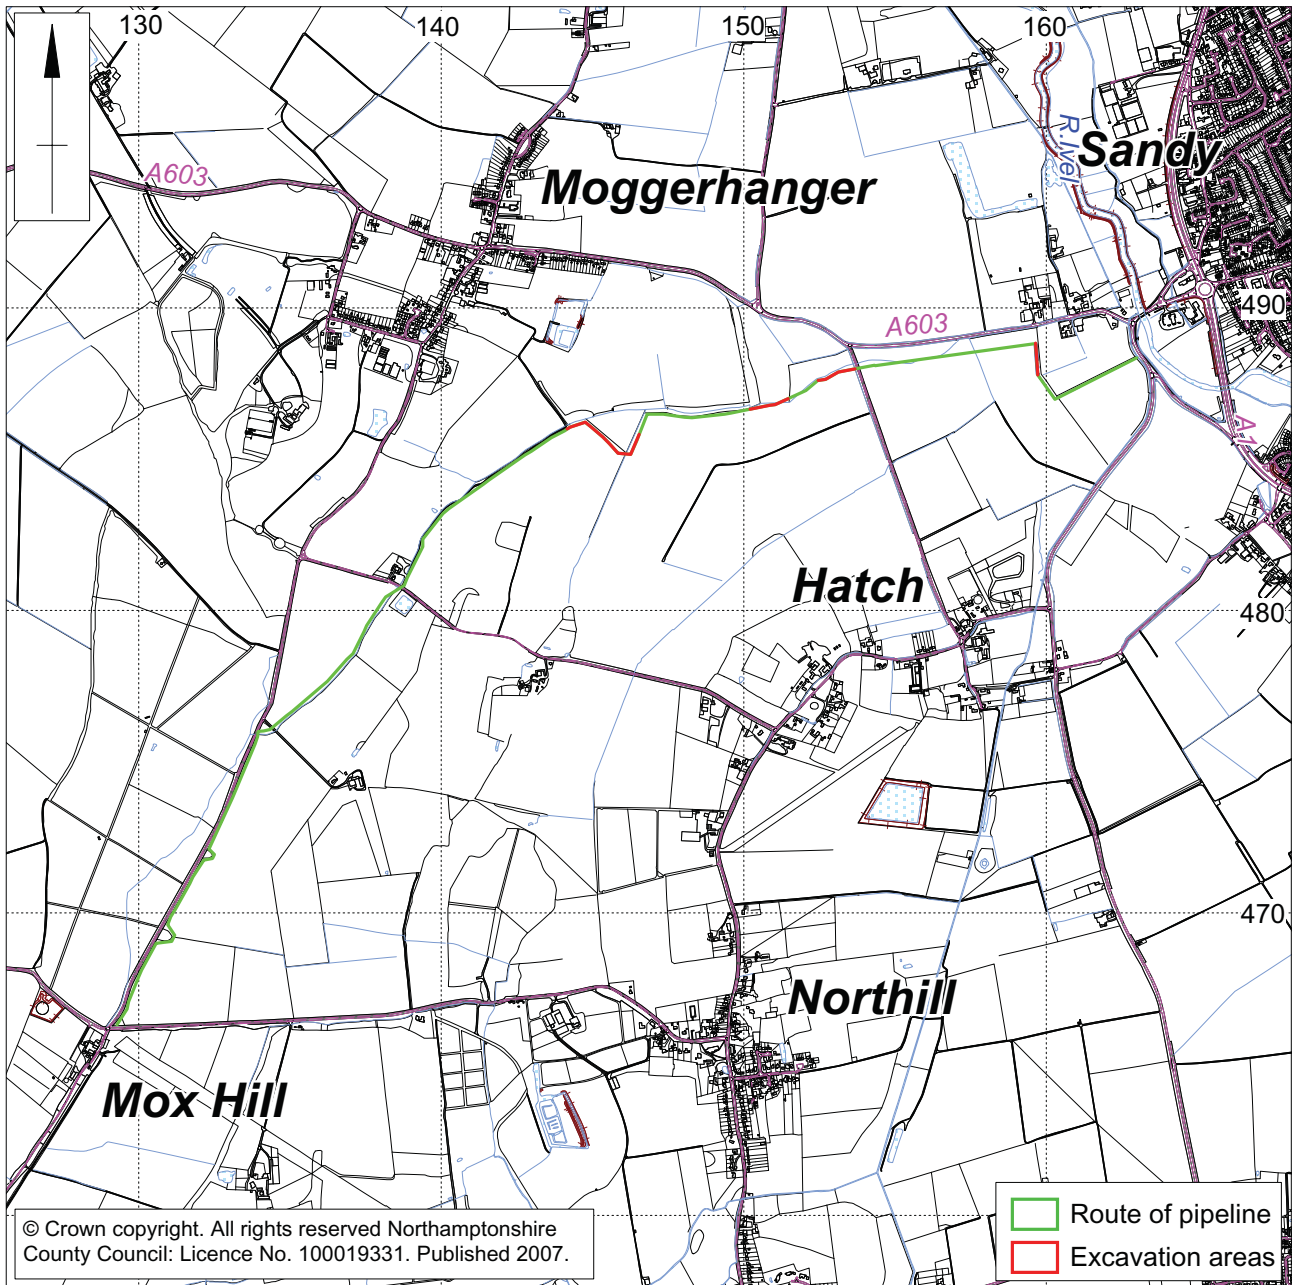 130
140
150
160
Sandy
R.Ivel
A603
Moggerhanger
490
A603
A1
Hatch
480
470
Northill
Mox Hill
© Crown copyright. All rights reserved Northamptonshire
County Council: Licence No. 100019331. Published 2007.
Route of pipeline
Excavation areas